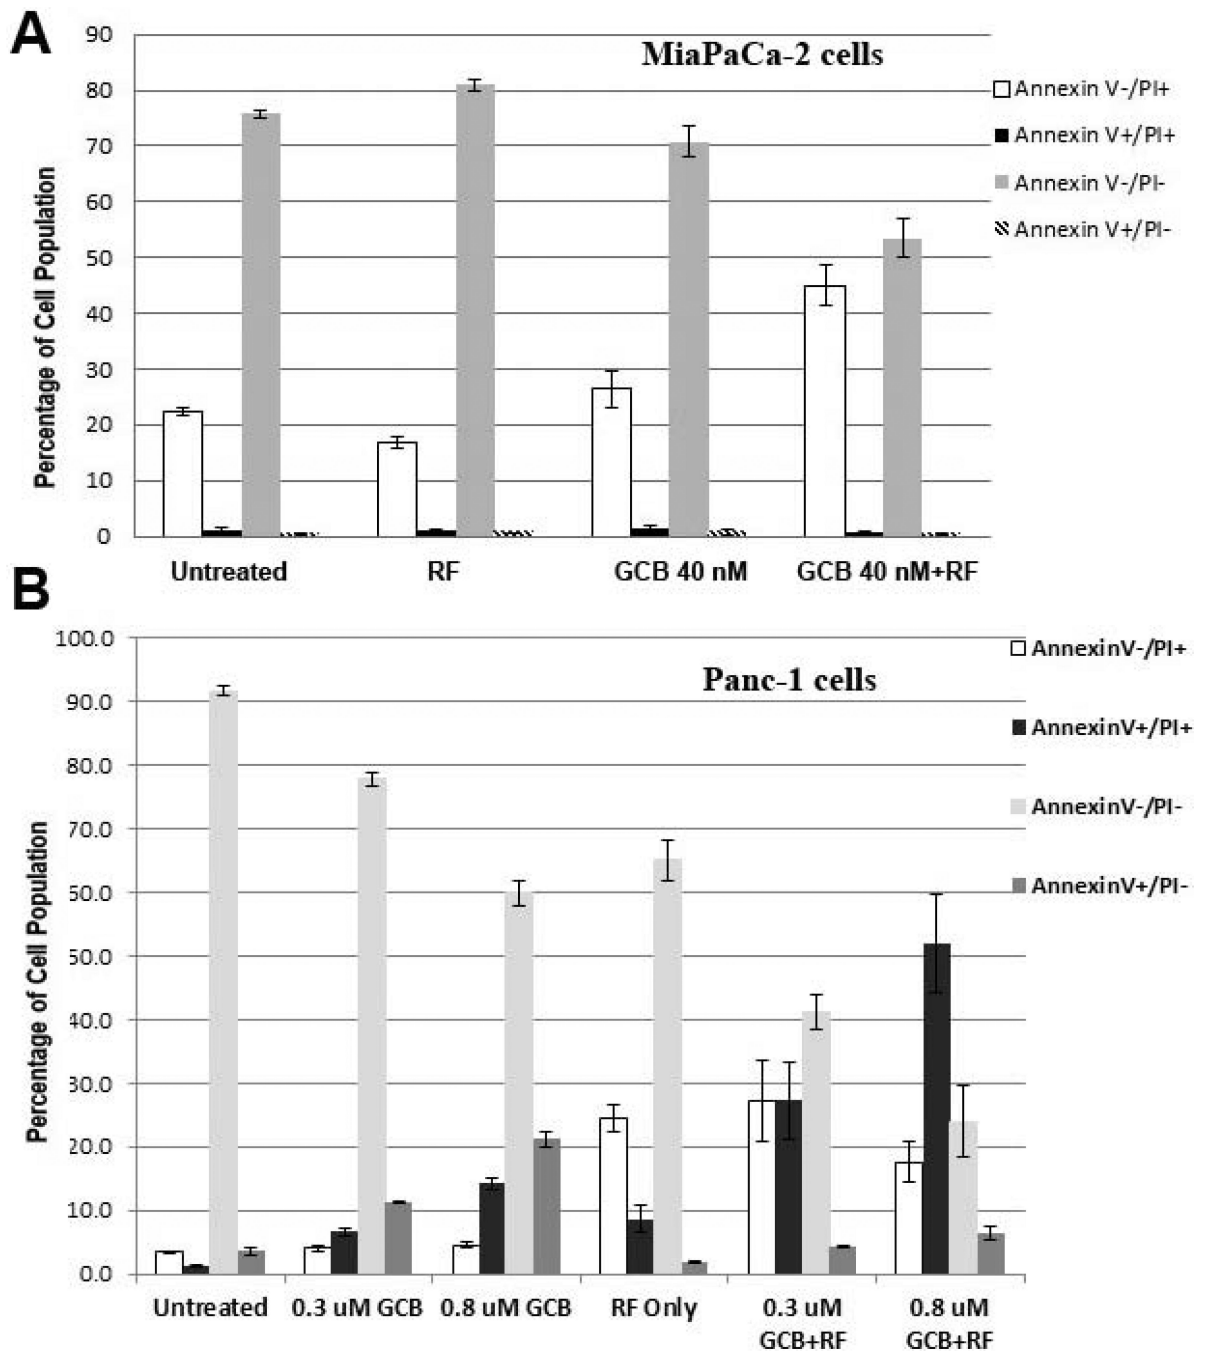 A
MiaPaCa-2 cells
Percentage of Cell Population
90
80
70
60
50
40
30
20
10
0
Annexin V-/PI+
Annexin V+/PI+
Annexin V-/PI-
Annexin V+/PI-
Untreated RF GCB 40 nM GCB 40 nM+RF
B
Panc-1 cells
Percentage of Cell Population
100.0
90.0
80.0
70.0
60.0
50.0
40.0
30.0
20.0
10.0
0.0
AnnexinV-/PI+
AnnexinV+/PI+
AnnexinV-/PI-
AnnexinV+/PI-
Untreated 0.3 uM GCB 0.8 uM GCB RF Only 0.3 uM 0.8 uM
GCB+RF GCB+RF